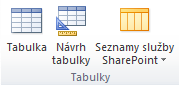 Tabulka
Návrh
tabulky
Seznamy služby
SharePoint
Tabulky